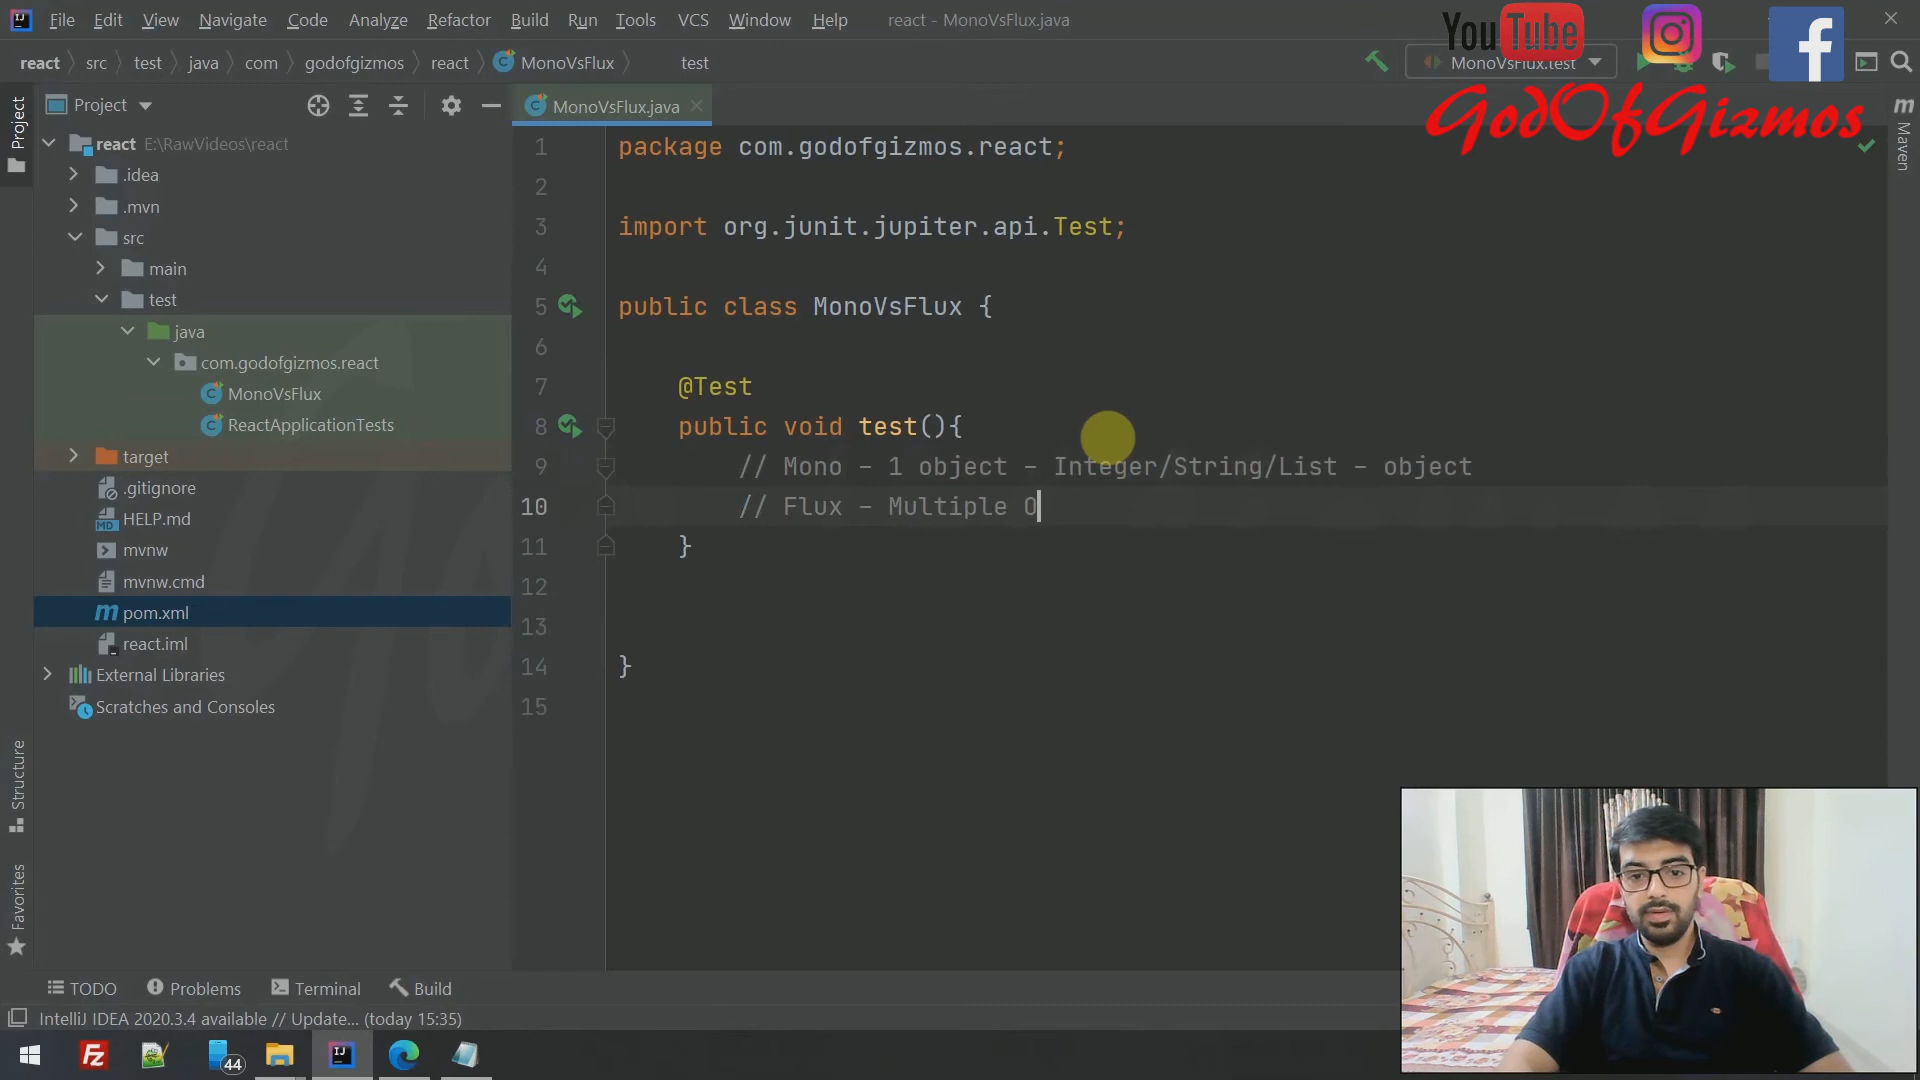 File Edit View Navigate Code Analyze Refactor Build Run Tools VCS Window Help react - MonoVsFlux.java
YouTube
react src test java com godofgizmos react MonoVsFlux test
MonoVsFlux.test
GodOfGizmos
Project
MonoVsFlux.java
Project
Maven
Structure
Favorites
react E:\RawVideos\react
.idea
.mvn
src
main
test
java
com.godofgizmos.react
MonoVsFlux
ReactApplicationTests
target
.gitignore
HELP.md
mvnw
mvnw.cmd
pom.xml
react.iml
External Libraries
Scratches and Consoles
1 package com.godofgizmos.react;
2
3 import org.junit.jupiter.api.Test;
4
5 public class MonoVsFlux {
6
7 @Test
8 public void test(){
9 // Mono - 1 object - Integer/String/List - object
10 // Flux - Multiple O
11 }
12
13
14 }
15
TODO Problems Terminal Build
IntelliJ IDEA 2020.3.4 available // Update... (today 15:35)
44